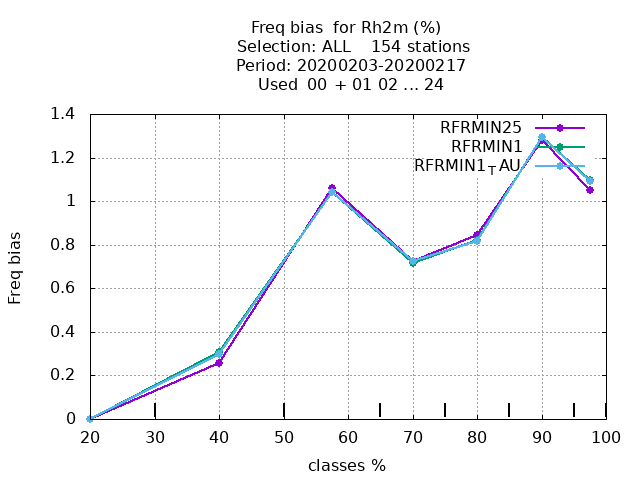 Freq bias  for Rh2m (%)
Selection: ALL    154 stations
Period: 20200203-20200217
Used  00  + 01 02 ... 24
RFRMIN25
RFRMIN1
RFRMIN1TAU
Freq bias
1.4
1.2
1
0.8
0.6
0.4
0.2
0
20 30 40 50 60 70 80 90 100
classes %